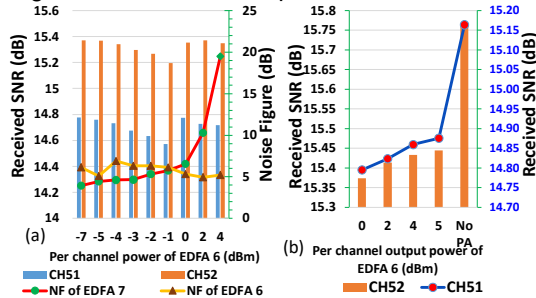 15.6
15.4
15.2
15
14.8
14.6
14.4
14.2
14
Received SNR (dB)
25
20
15
10
5
0
Noise Figure (dB)
-7 -5 -4 -3 -2 -1 0 2 4
(a)
Per channel power of EDFA 6 (dBm)
CH51 CH52
NF of EDFA 7 NF of EDFA 6
15.8
15.7
15.7
15.6
15.6
15.5
15.5
15.4
15.4
15.3
Received SNR (dB)
15.20
15.15
15.10
15.05
15.00
14.95
14.90
14.85
14.80
14.75
14.70
Received SNR (dB)
0 2 4 5 No PA
(b)
Per channel output power of
EDFA 6 (dBm)
CH52 CH51